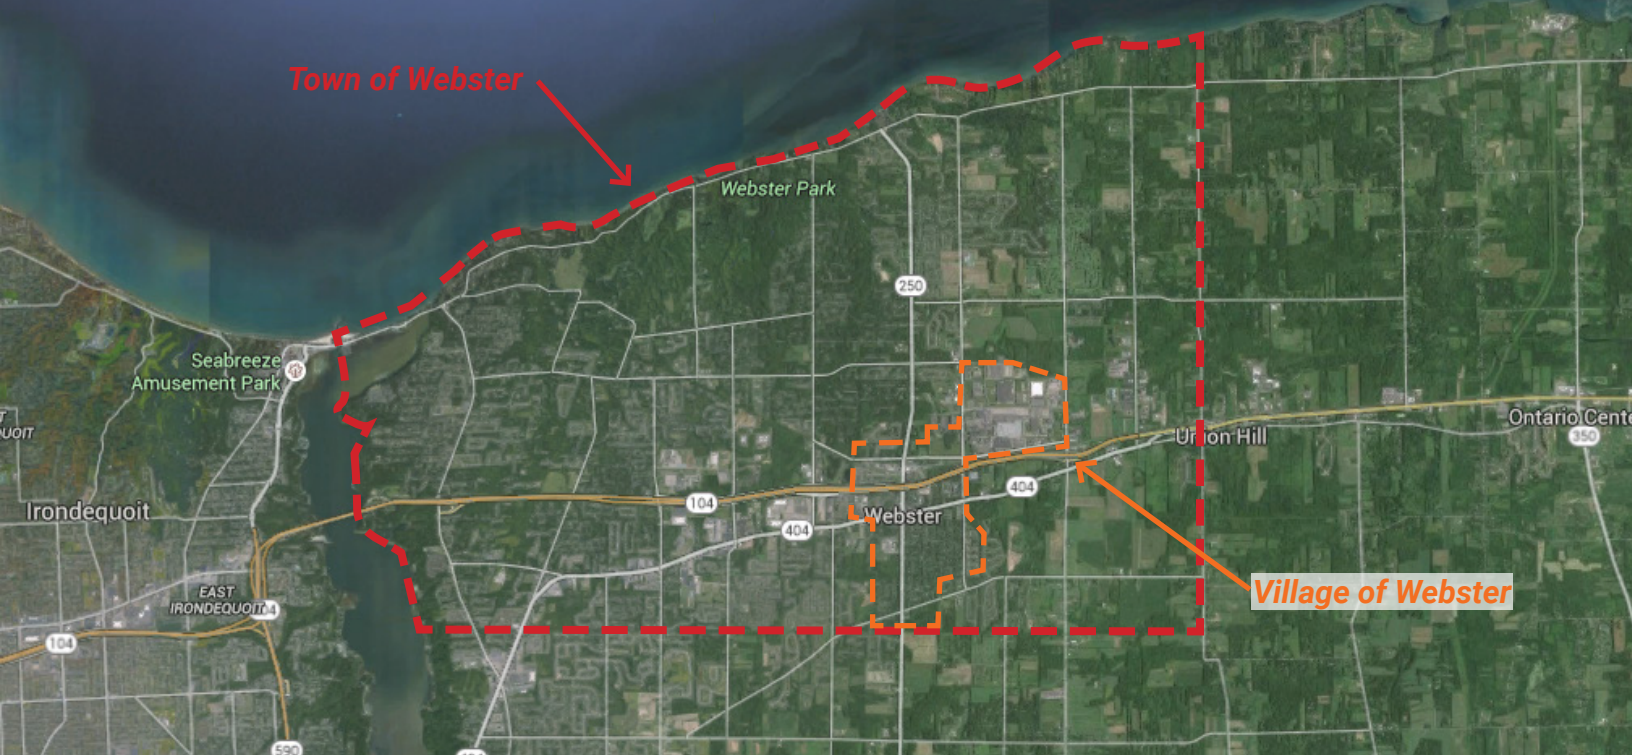 Town of Webster
Webster Park
250
Seabreeze
Amusement Park
UOIT
Union Hill
Ontario Cente
350
104
404
404
Webster
Irondequoit
EAST
IRONDEQUOIT
Village of Webster
104
590